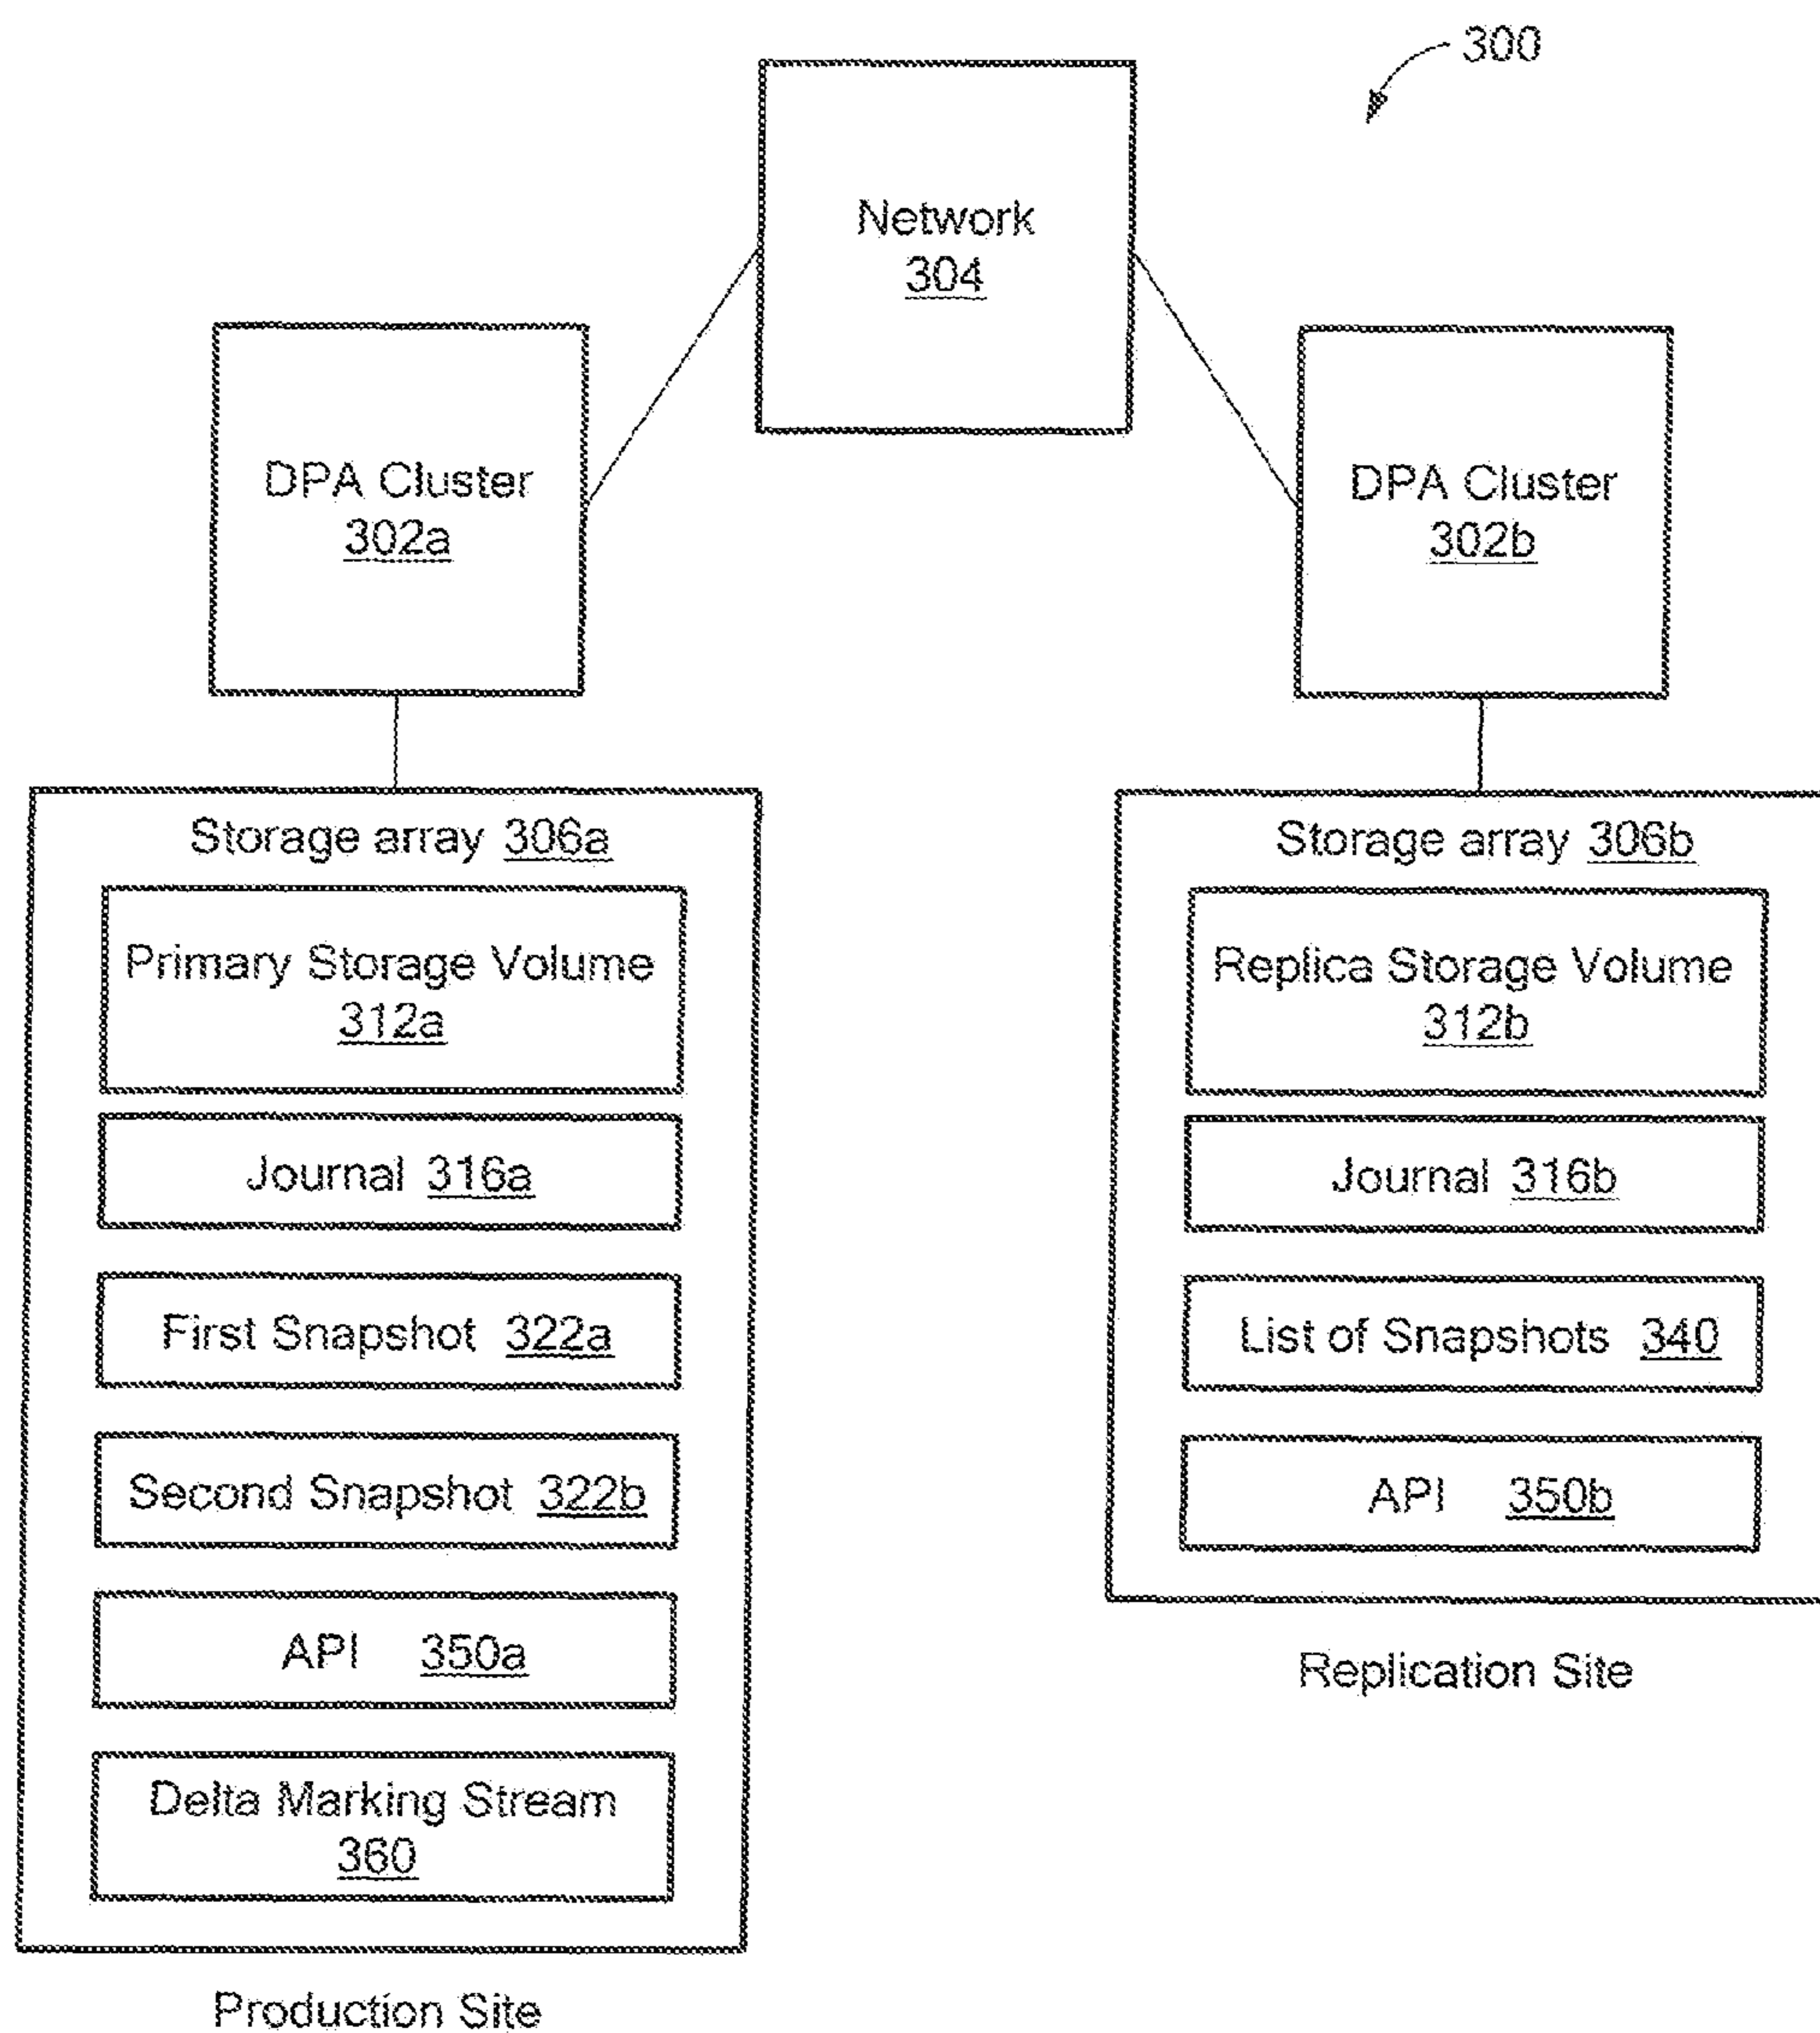 300
Network
304
DPA Cluster
302a
DPA Cluster
302b
Storage array 306a
Primary Storage Volume
312a
Journal 316a
First Snapshot 322a
Second Snapshot 322b
API 350a
Delta Marking Stream
360
Production Site
Storage array 306b
Replica Storage Volume
312b
Journal 316b
List of Snapshots 340
API 350b
Replication Site